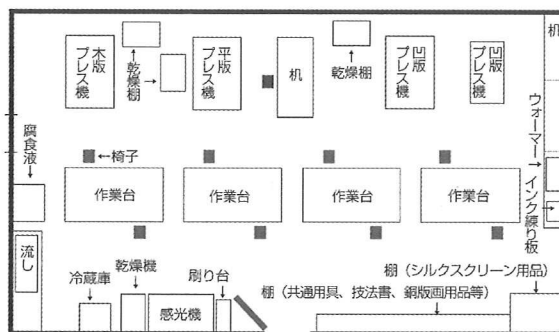 木版プレス機
乾燥棚
平版プレス機
机
乾燥棚
凹版プレス機
凹版プレス機
机
ウォーマー
インク練り板
腐食液
椅子
作業台
作業台
作業台
作業台
流し
冷蔵庫
乾燥機
感光機
刷り台
棚（共通用具、技法書、銅版画用品等）
棚（シルクスクリーン用品）